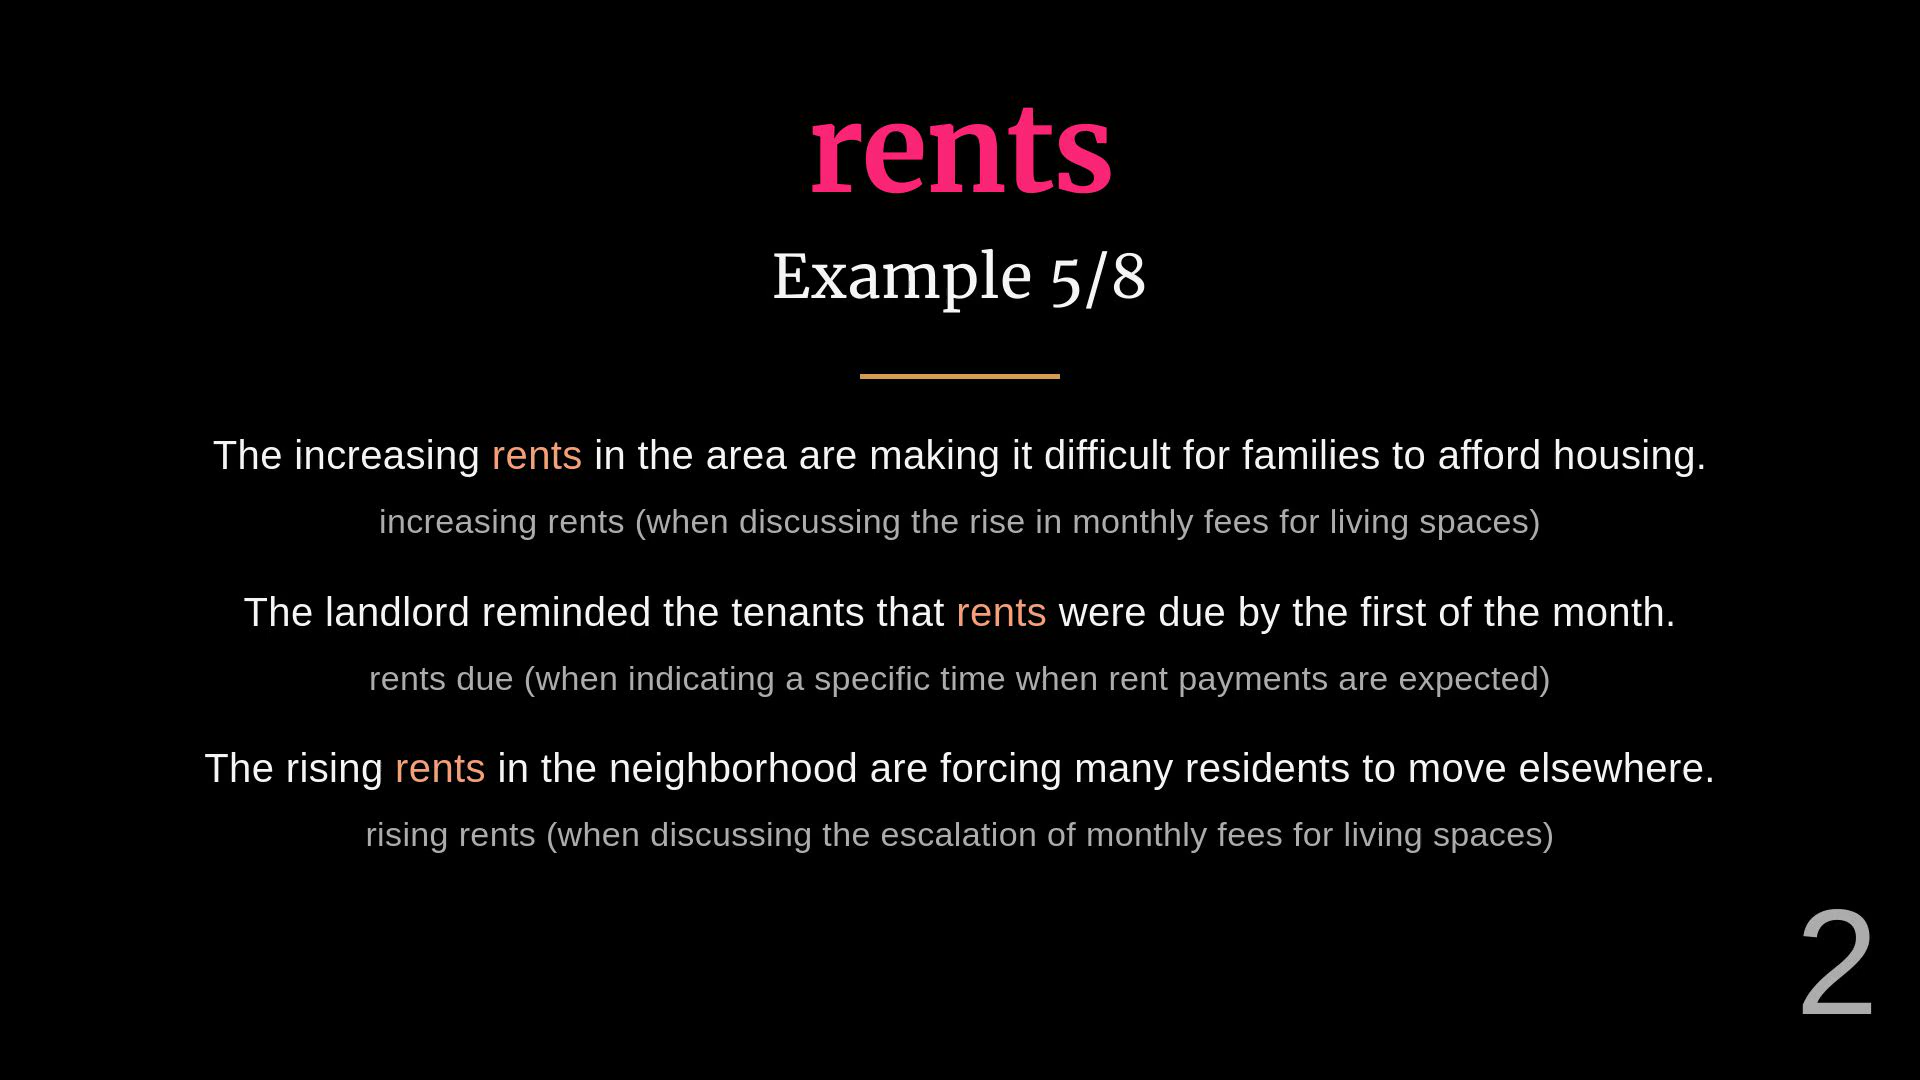 rents
Example 5/8
The increasing rents in the area are making it difficult for families to afford housing.
increasing rents (when discussing the rise in monthly fees for living spaces)
The landlord reminded the tenants that rents were due by the first of the month.
rents due (when indicating a specific time when rent payments are expected)
The rising rents in the neighborhood are forcing many residents to move elsewhere.
rising rents (when discussing the escalation of monthly fees for living spaces)
2